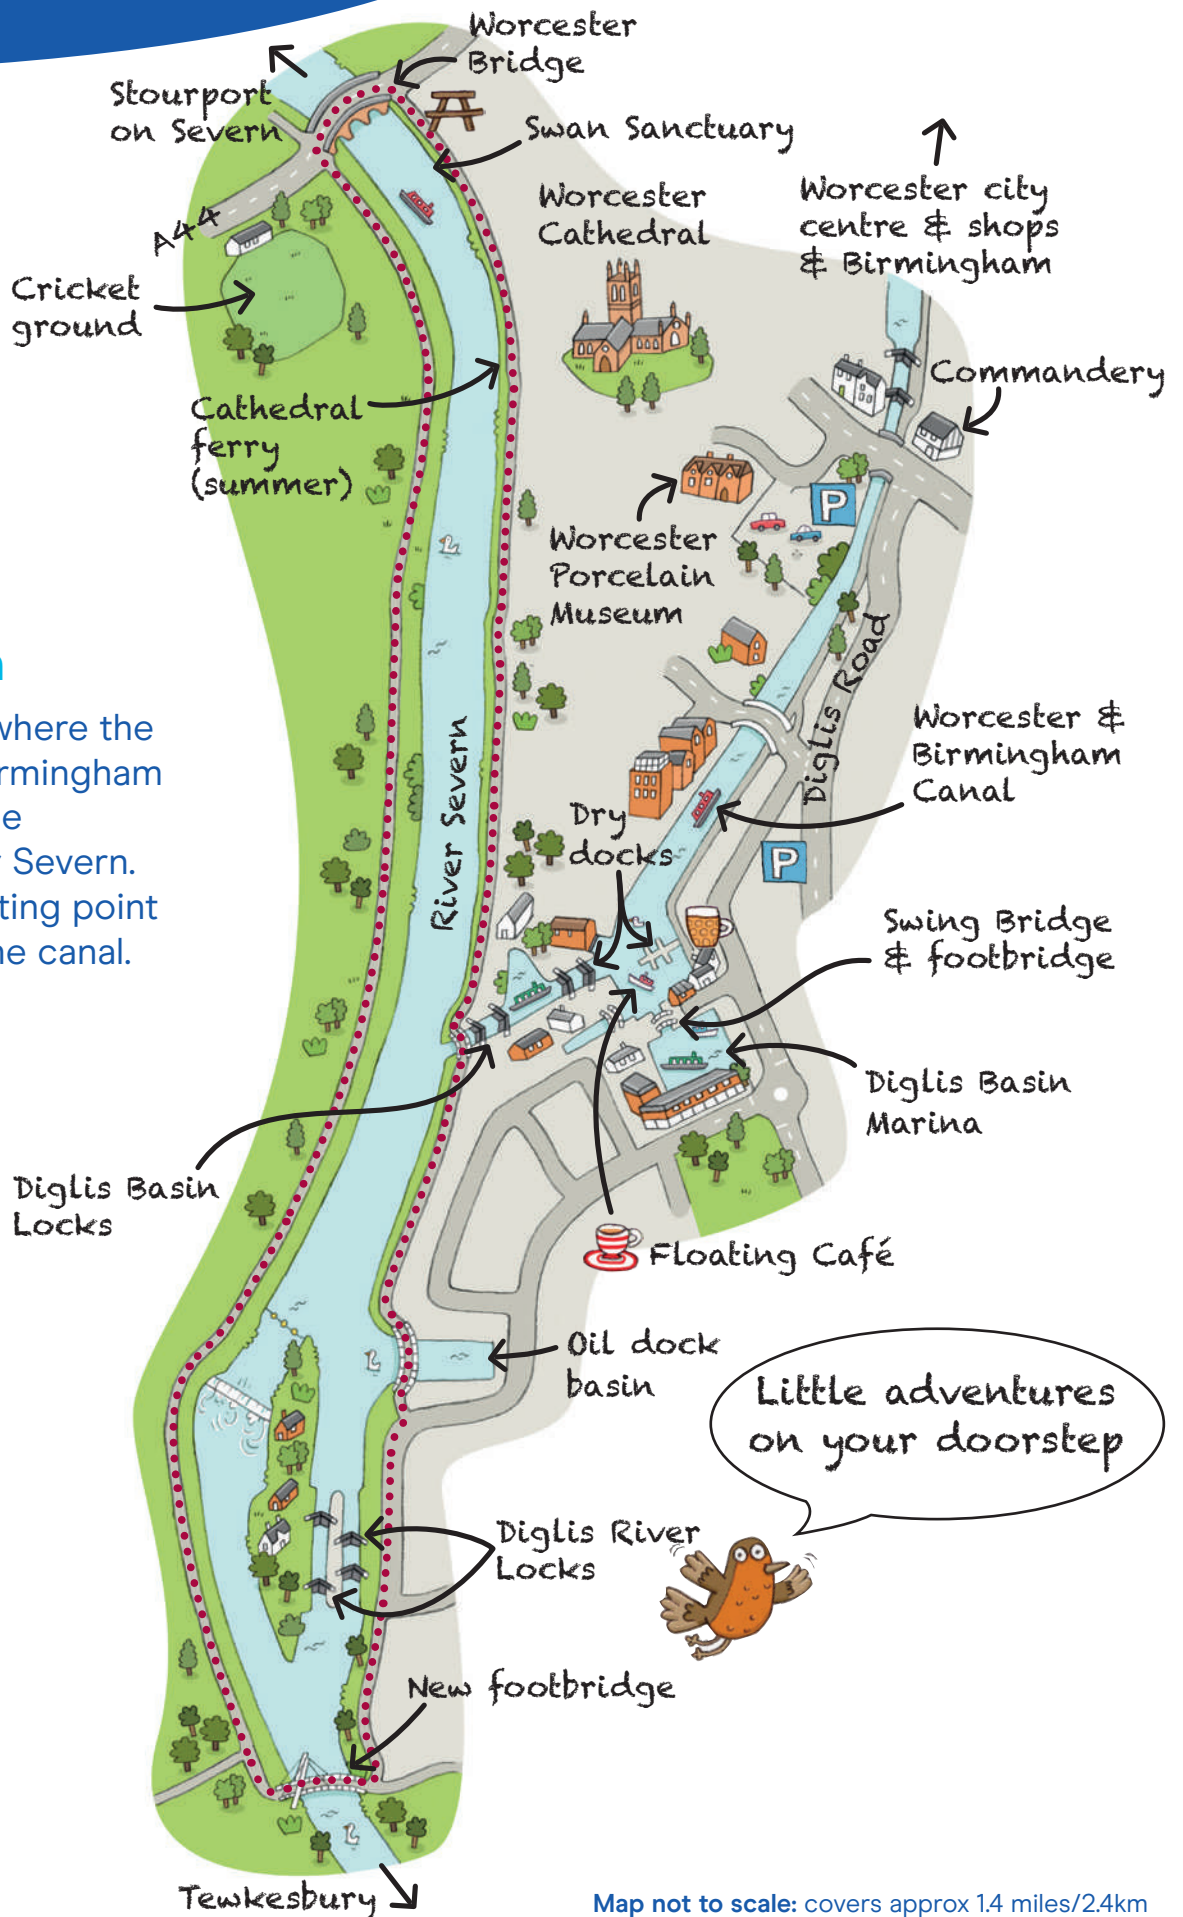 Worcester
Bridge
Stourport
on Severn
Swan Sanctuary
Worcester
Cathedral
Worcester city
centre & shops
& Birmingham
A44
Cricket
ground
Commandery
Cathedral
ferry
(summer)
P
Worcester
Porcelain
Museum
Diglis Road
where the
rmingham
e
r Severn.
ting point
ne canal.
River Severn
Worcester &
Birmingham
Canal
Dry
docks
P
Swing Bridge
& footbridge
Diglis Basin
Marina
Diglis Basin
Locks
Floating Café
Oil dock
basin
Little adventures
on your doorstep
Diglis River
Locks
New footbridge
Tewkesbury
Map not to scale: covers approx 1.4 miles/2.4km